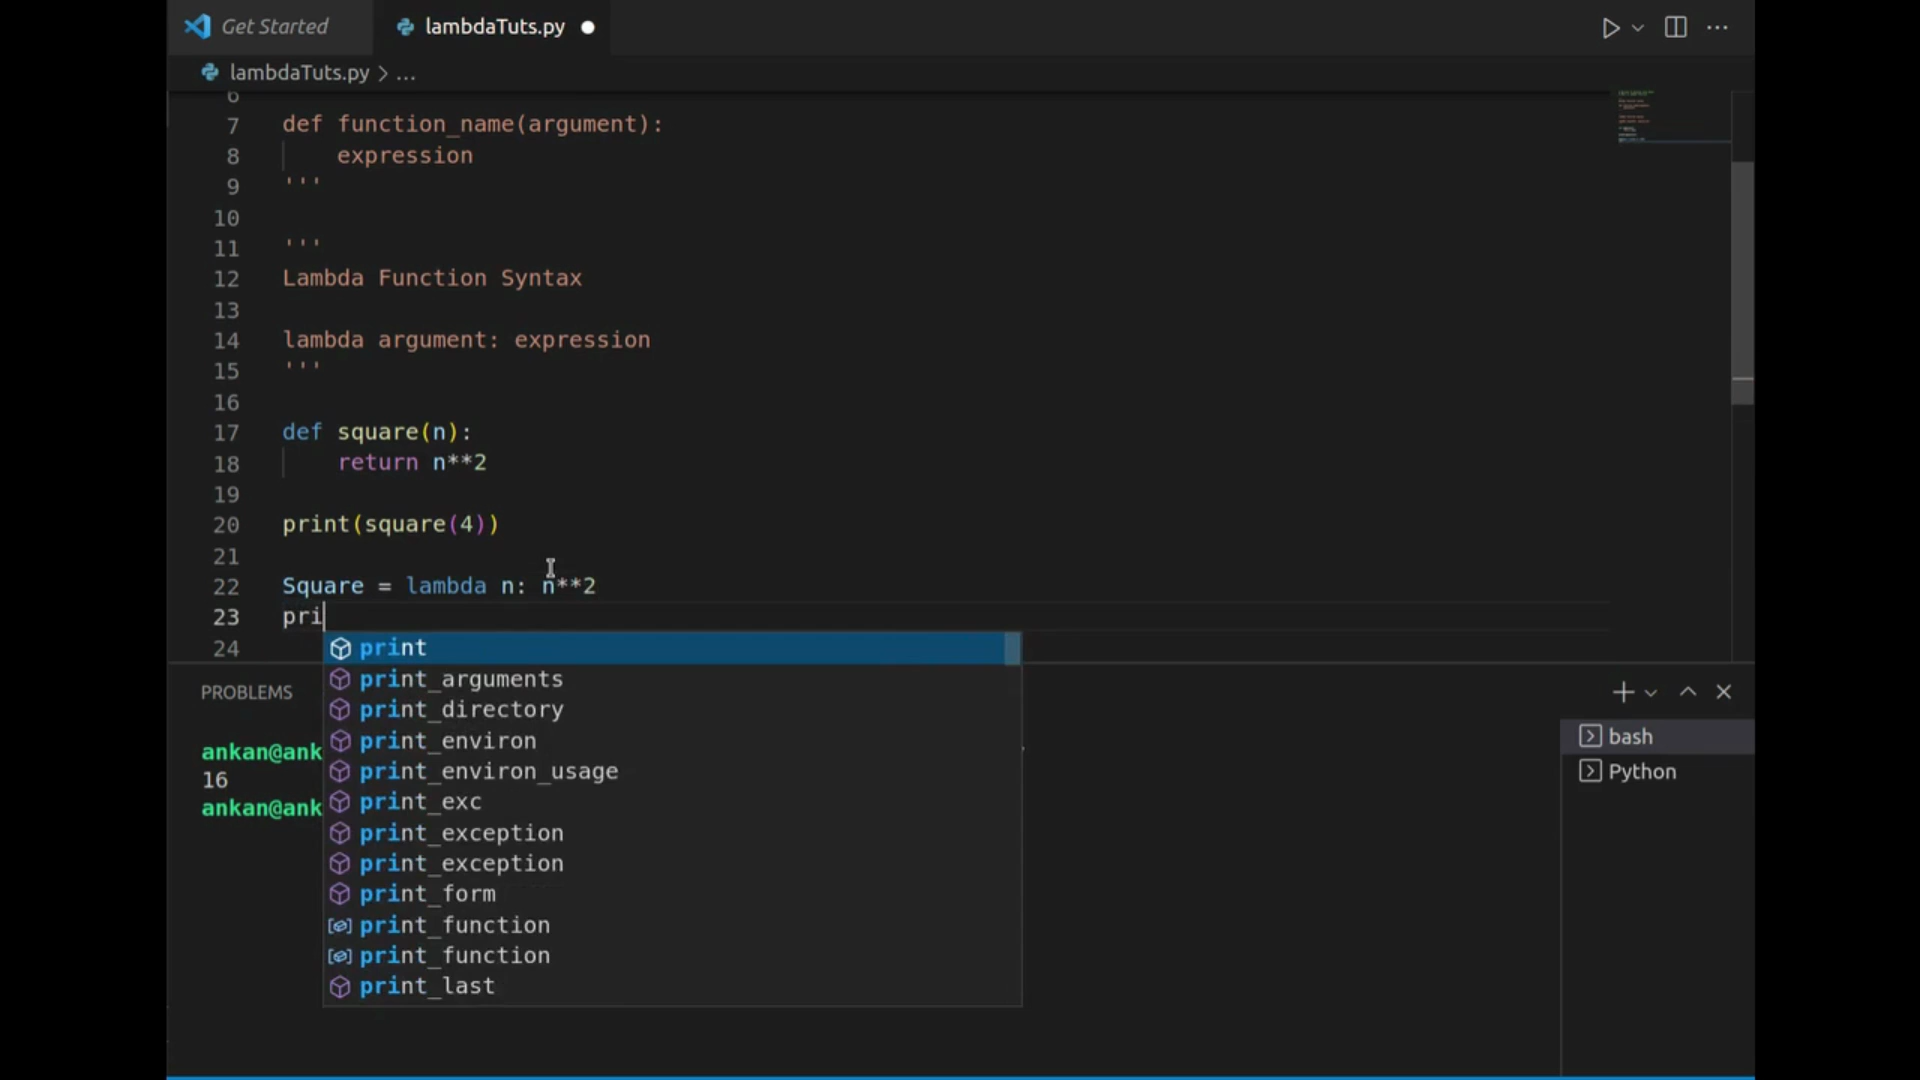 Get Started
lambdaTuts.py
lambdaTuts.py > ...
6
7 def function_name(argument):
8 expression
9 '''
10
11 '''
12 Lambda Function Syntax
13
14 lambda argument: expression
15 '''
16
17 def square(n):
18 return n**2
19
20 print(square(4))
21
22 Square = lambda n: n**2
23 pri
24
print
print_arguments
print_directory
print_environ
print_environ_usage
print_exc
print_exception
print_exception
print_form
print_function
print_function
print_last
PROBLEMS
ankan@ank
16
ankan@ank
bash
Python